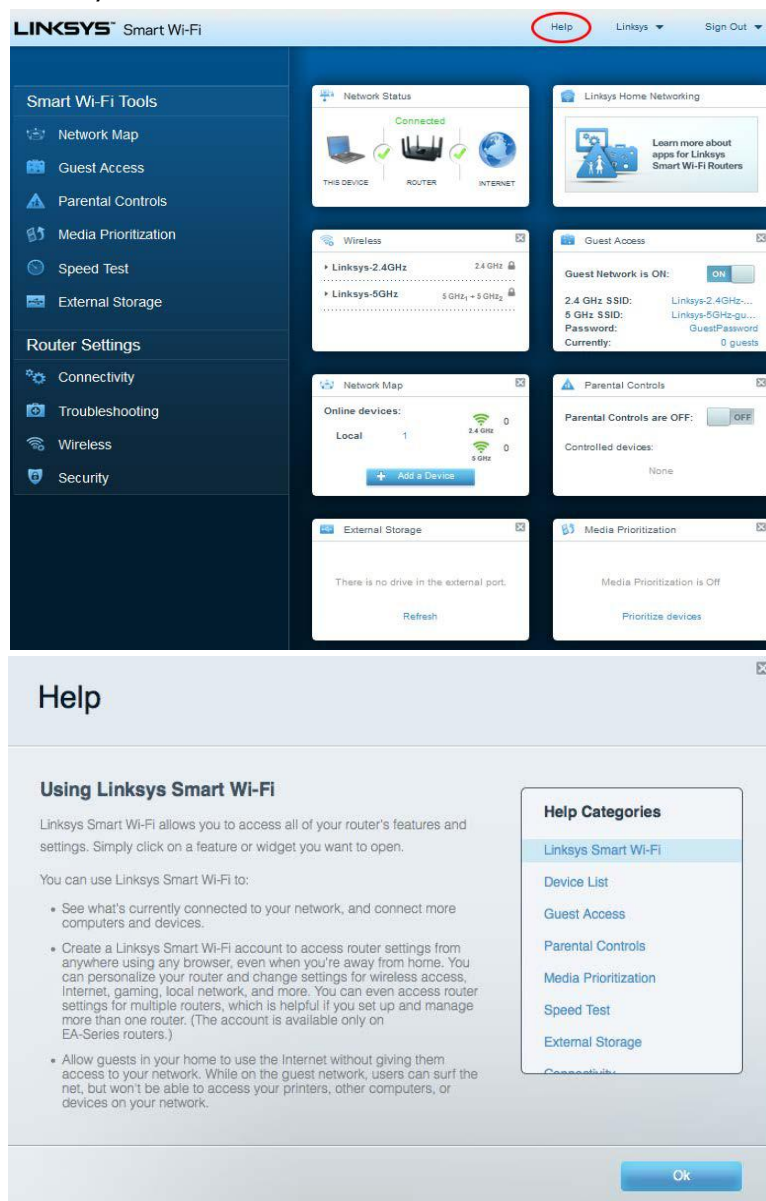 LINKSYS™ Smart Wi-Fi
Help
Linksys
Sign Out
Smart Wi-Fi Tools
Network Map
Guest Access
Parental Controls
Media Prioritization
Speed Test
External Storage
Router Settings
Connectivity
Troubleshooting
Wireless
Security
Network Status
Connected
THIS DEVICE
ROUTER
INTERNET
Linksys Home Networking
Learn more about
apps for Linksys
Smart Wi-Fi Routers
Wireless
Linksys-2.4GHz 2.4 GHz
Linksys-5GHz 5 GHz1 + 5 GHz2
Guest Access
Guest Network is ON: ON
2.4 GHz SSID: Linksys-2.4GHz-...
5 GHz SSID: Linksys-5GHz-gu...
Password: GuestPassword
Currently: 0 guests
Network Map
Online devices:
Local 1
0
2.4 GHz
0
5 GHz
+ Add a Device
Parental Controls
Parental Controls are OFF: OFF
Controlled devices:
None
External Storage
There is no drive in the external port.
Refresh
Media Prioritization
Media Prioritization is Off
Prioritize devices
Help
Using Linksys Smart Wi-Fi
Linksys Smart Wi-Fi allows you to access all of your router's features and
settings. Simply click on a feature or widget you want to open.
You can use Linksys Smart Wi-Fi to:
• See what's currently connected to your network, and connect more
computers and devices.
• Create a Linksys Smart Wi-Fi account to access router settings from
anywhere using any browser, even when you're away from home. You
can personalize your router and change settings for wireless access,
Internet, gaming, local network, and more. You can even access router
settings for multiple routers, which is helpful if you set up and manage
more than one router. (The account is available only on
EA-Series routers.)
• Allow guests in your home to use the Internet without giving them
access to your network. While on the guest network, users can surf the
net, but won't be able to access your printers, other computers, or
devices on your network.
Help Categories
Linksys Smart Wi-Fi
Device List
Guest Access
Parental Controls
Media Prioritization
Speed Test
External Storage
Connectivity
Ok